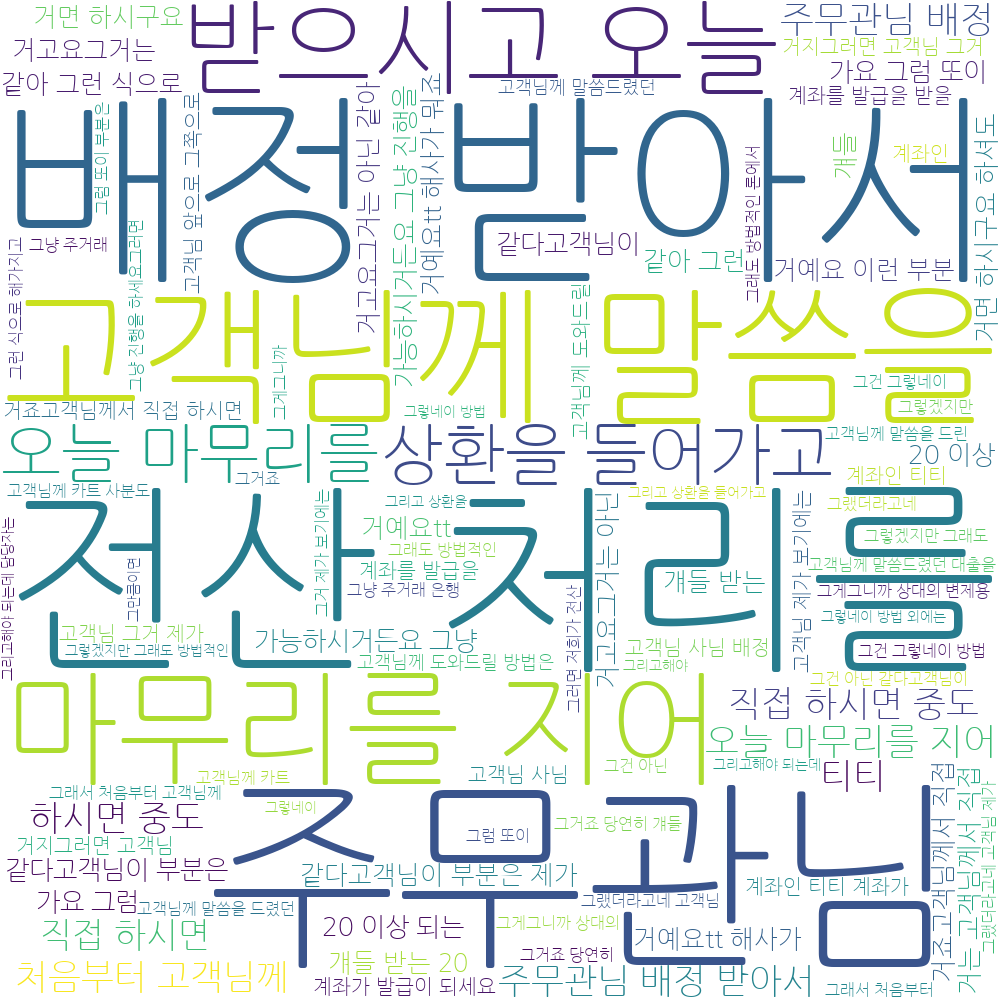 거면 하시구요
받으시고 오늘
주무관님 배정
거고요그거는
거지그러면 고객님 그거
같아 그런 식으로
고객님께 말씀드렸던
가요 그럼 또이
계좌를 발급을 받을
배정 받아서
그럼 또이 부분은
고객님 앞으로 그쪽으로
거고요그거는 아닌 같아
가능하시거든요 그냥 진행을
거예요tt 해사가 뭐죠
걔들
계좌인
그래도 방법적인 론에서
거면 하시구요 하셔도
그냥 주거래
같다고객님이
같아 그런
거예요 이런 부분
그런 식으로 해가지고
그냥 진행을 하세요그러면
고객님께 말씀을
고객님께 도와드릴
그게그니까
그건 그렇네이
거죠고객님께서 직접 하시면
그렇네이 방법
그렇겠지만
오늘 마무리를
상환을 들어가고
고객님께 말씀을 드린
20 이상
고객님께 카트 사분도
그거죠
그리고 상환을
그리고 상환을 들어가고
계좌인 티티
그랬더라고네
전산 처리를
그리고해야 되는데 담당자는
그만큼이면
그거 제가 보기에는
거예요tt
그래도 방법적인
계좌를 발급을
그냥 주거래 은행
거고요그거는 아닌
걔들 받는
고객님 제가 보기에는
그렇겠지만 그래도
고객님께 말씀드렸던 대출을
그게그니까 상대의 면제용
그렇네이 방법 외에는
고객님 그거 제가
그렇겠지만 그래도 방법적인
가능하시거든요 그냥
고객님께 도와드릴 방법은
그러면 저희가 전산
고객님 사님 배정
그리고해야
그건 그렇네이 방법
그건 아닌 같다고객님이
마무리를 지어
직접 하시면 중도
오늘 마무리를 지어
고객님께 카트
고객님 사님
그건 아닌
그리고해야 되는데
티티
그래서 처음부터 고객님께
그렇네이
하시면 중도
주무관님
그럼 또이
그거죠 당연히 걔들
거지그러면 고객님
같다고객님이 부분은
같다고객님이 부분은 제가
계좌인 티티 계좌가
가요 그럼
고객님께 말씀을 드렸던
그랬더라고네 고객님
20 이상 되는
그게그니까 상대의
직접 하시면
거예요tt 해사가
그거죠 당연히
걔들 받는 20
처음부터 고객님께
계좌가 발급이 되세요
주무관님 배정 받아서
그래서 처음부터
거죠고객님께서 직접
거는 고객님께서 직접
그랬더라고네 고객님 제가